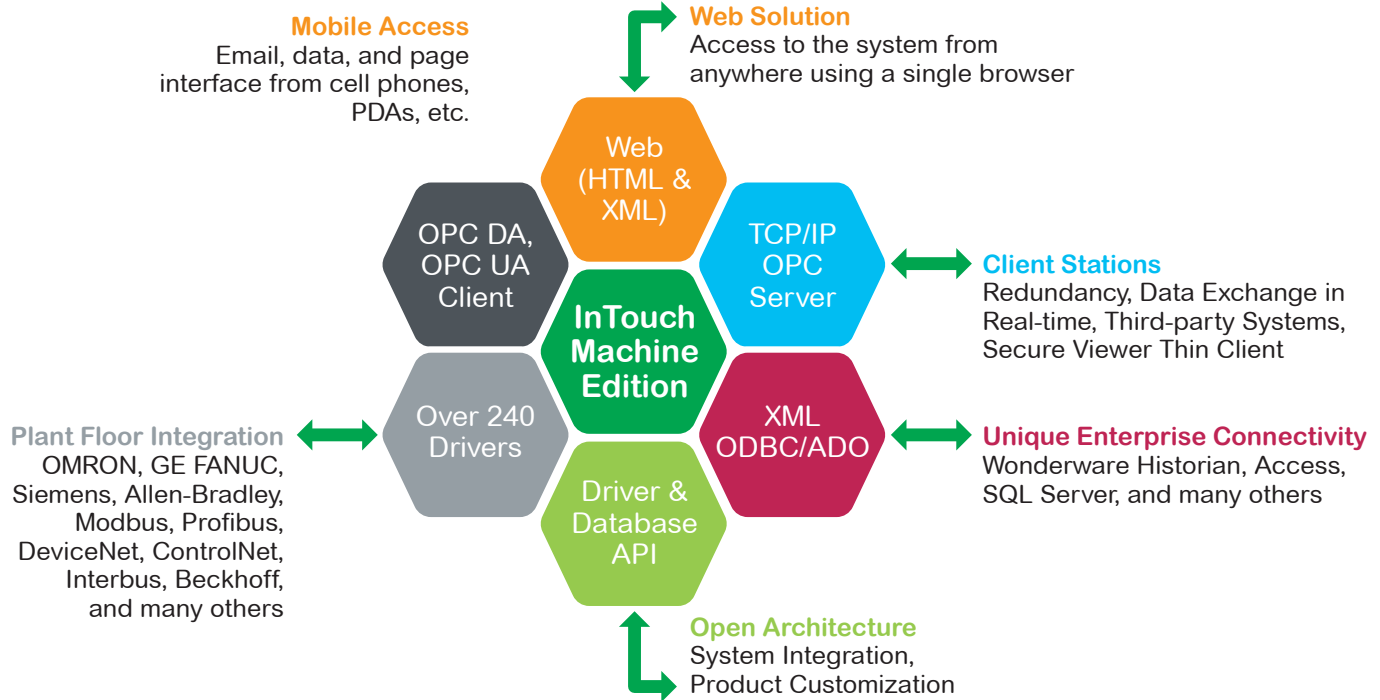 Mobile Access
Email, data, and page
interface from cell phones,
PDAs, etc.
Web Solution
Access to the system from
anywhere using a single browser
Web
(HTML &
XML)
OPC DA,
OPC UA
Client
TCP/IP
OPC
Server
Client Stations
Redundancy, Data Exchange in
Real-time, Third-party Systems,
Secure Viewer Thin Client
InTouch
Machine
Edition
Plant Floor Integration
OMRON, GE FANUC,
Siemens, Allen-Bradley,
Modbus, Profibus,
DeviceNet, ControlNet,
Interbus, Beckhoff,
and many others
Over 240
Drivers
XML
ODBC/ADO
Unique Enterprise Connectivity
Wonderware Historian, Access,
SQL Server, and many others
Driver &
Database
API
Open Architecture
System Integration,
Product Customization